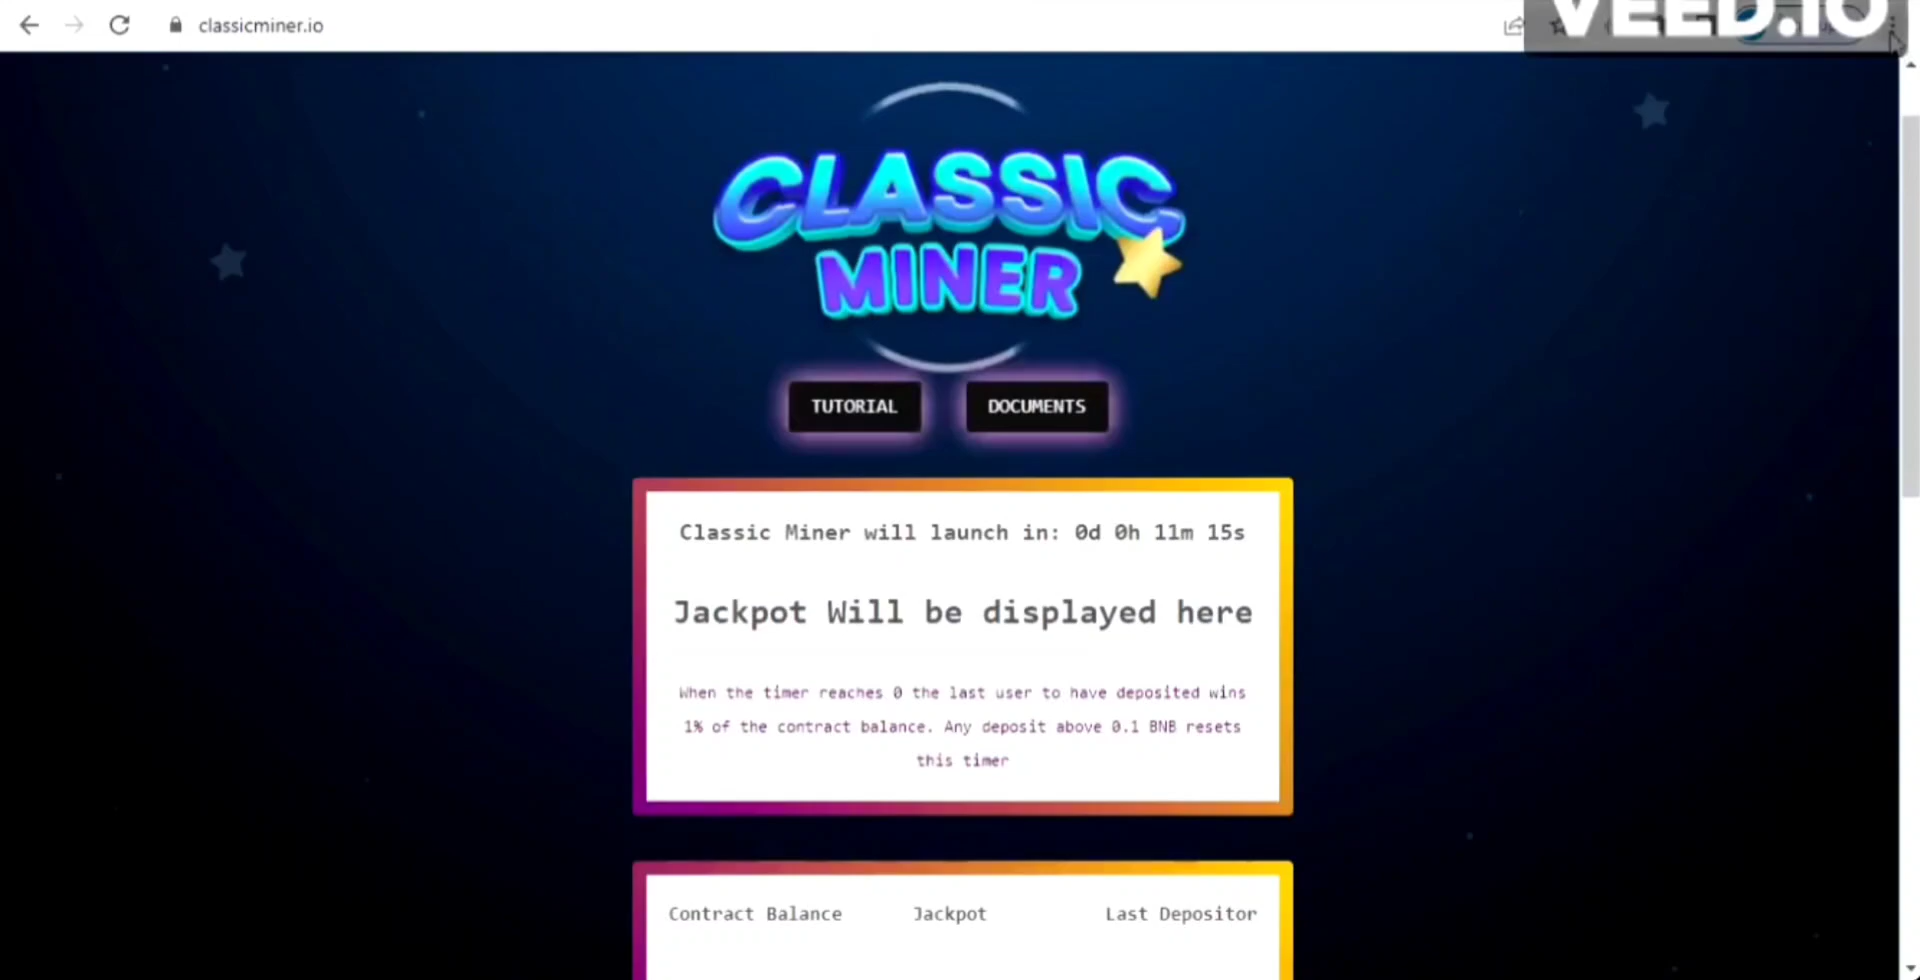 classicminer.io
VEED.IO
CLASSIC
MINER
TUTORIAL
DOCUMENTS
Classic Miner will launch in: 0d 0h 11m 15s
Jackpot Will be displayed here
When the timer reaches 0 the last user to have deposited wins
1% of the contract balance. Any deposit above 0.1 BNB resets
this timer
Contract Balance
Jackpot
Last Depositor